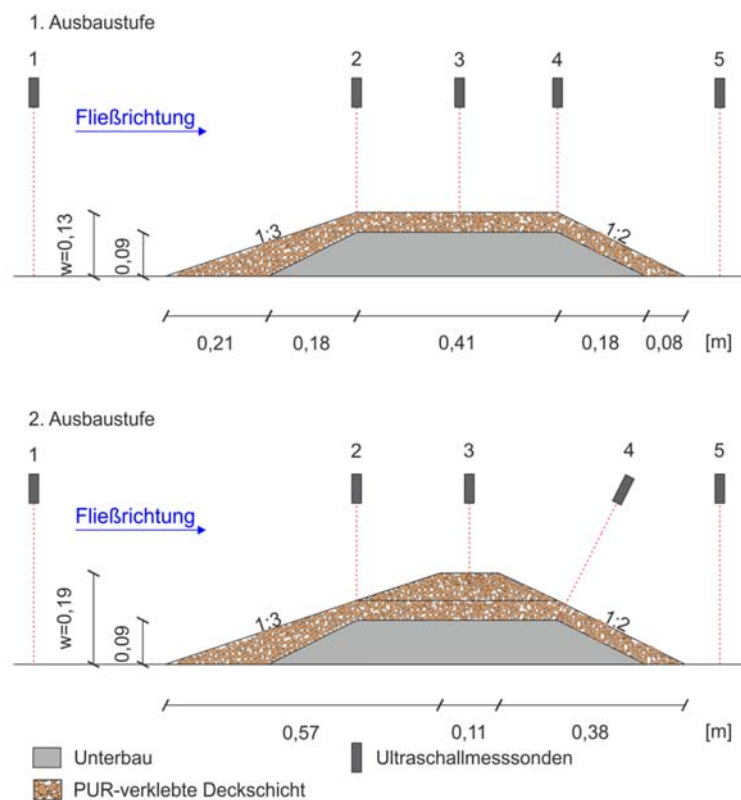 1. Ausbaustufe
1 2 3 4 5
Fließrichtung
w=0,13
0,09
1:3
1:2
0,21 0,18 0,41 0,18 0,08 [m]
2. Ausbaustufe
1 2 3 4 5
Fließrichtung
w=0,19
0,09
1:3
1:2
0,57 0,11 0,38 [m]
Unterbau Ultraschallmesssonden
PUR-verklebte Deckschicht